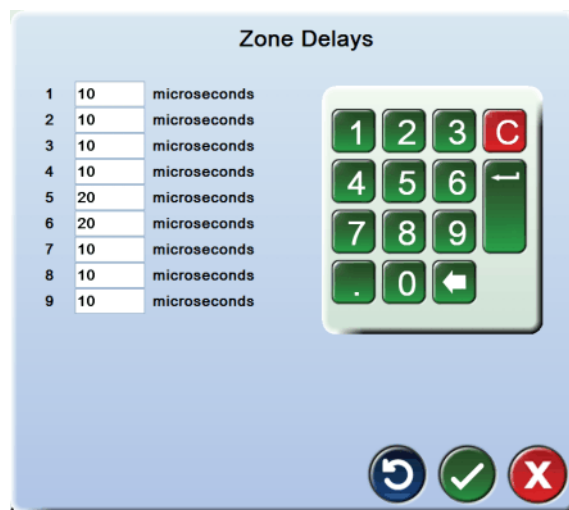 Zone Delays
1 10 microseconds
2 10 microseconds
3 10 microseconds
4 10 microseconds
5 20 microseconds
6 20 microseconds
7 10 microseconds
8 10 microseconds
9 10 microseconds
1 2 3 C
4 5 6
7 8 9
. 0
X